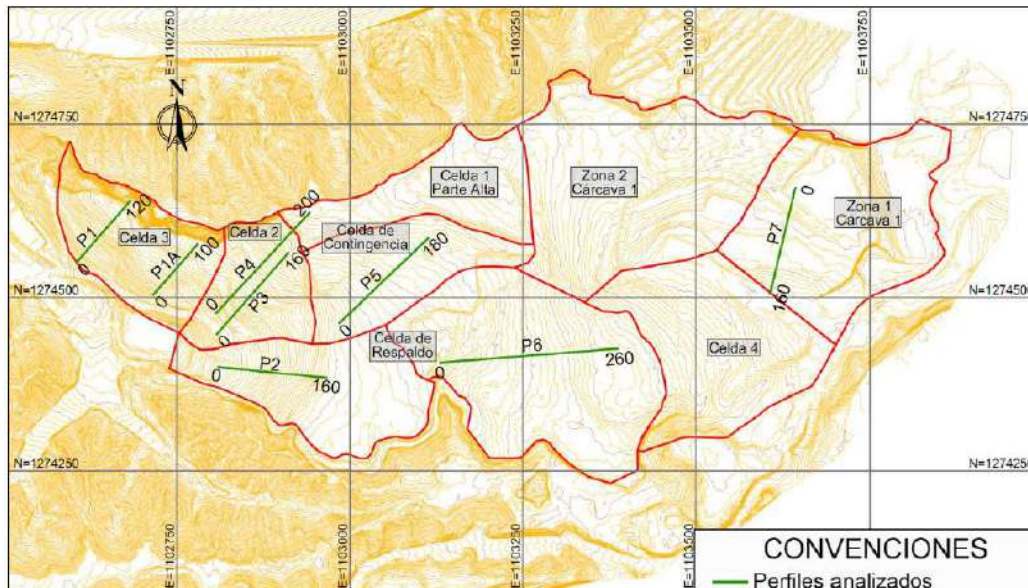 E=1102750
E=1103000
E=1103250
E=1103500
E=1103750
N
N=1274750
N=1274750
Celda 1
Parte Alta
Zona 2
Cárcava 1
Zona 1
Cárcava 1
0
P7
160
120
P1
0
Celda 3
100
P1A
0
Celda 2
200
P4
0
160
P3
0
Celda de
Contingencia
180
P5
0
N=1274500
N=1274500
Celda de
Respaldo
P6
0
260
Celda 4
P2
0
160
N=1274250
N=1274250
E=1102750
E=1103000
E=1103250
E=1103500
CONVENCIONES
Perfiles analizados